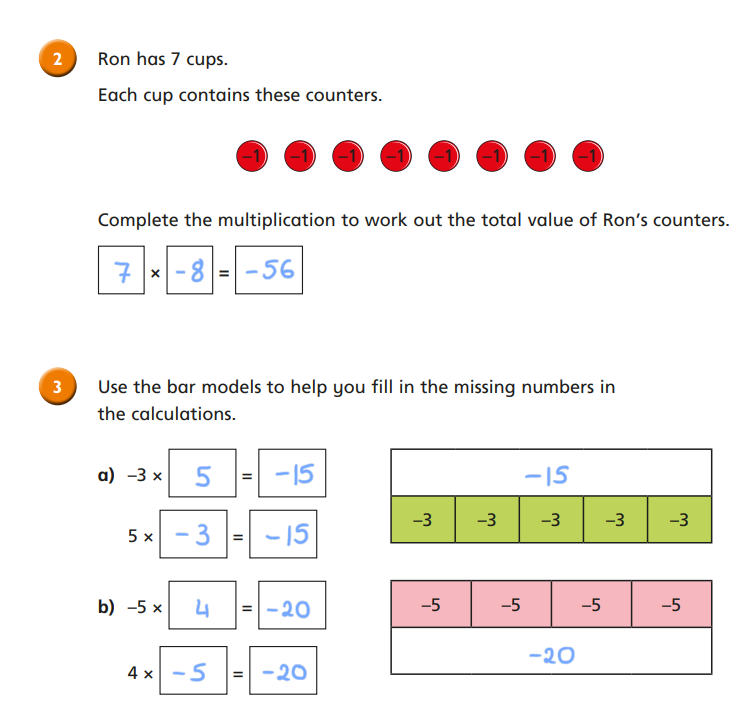 2 Ron has 7 cups.
Each cup contains these counters.
–1 –1 –1 –1 –1 –1 –1 –1
Complete the multiplication to work out the total value of Ron's counters.
7 × -8 = -56
3 Use the bar models to help you fill in the missing numbers in
the calculations.
a) –3 × 5 = -15
5 × -3 = -15
-15
–3 –3 –3 –3 –3
b) –5 × 4 = -20
4 × -5 = -20
–5 –5 –5 –5
-20